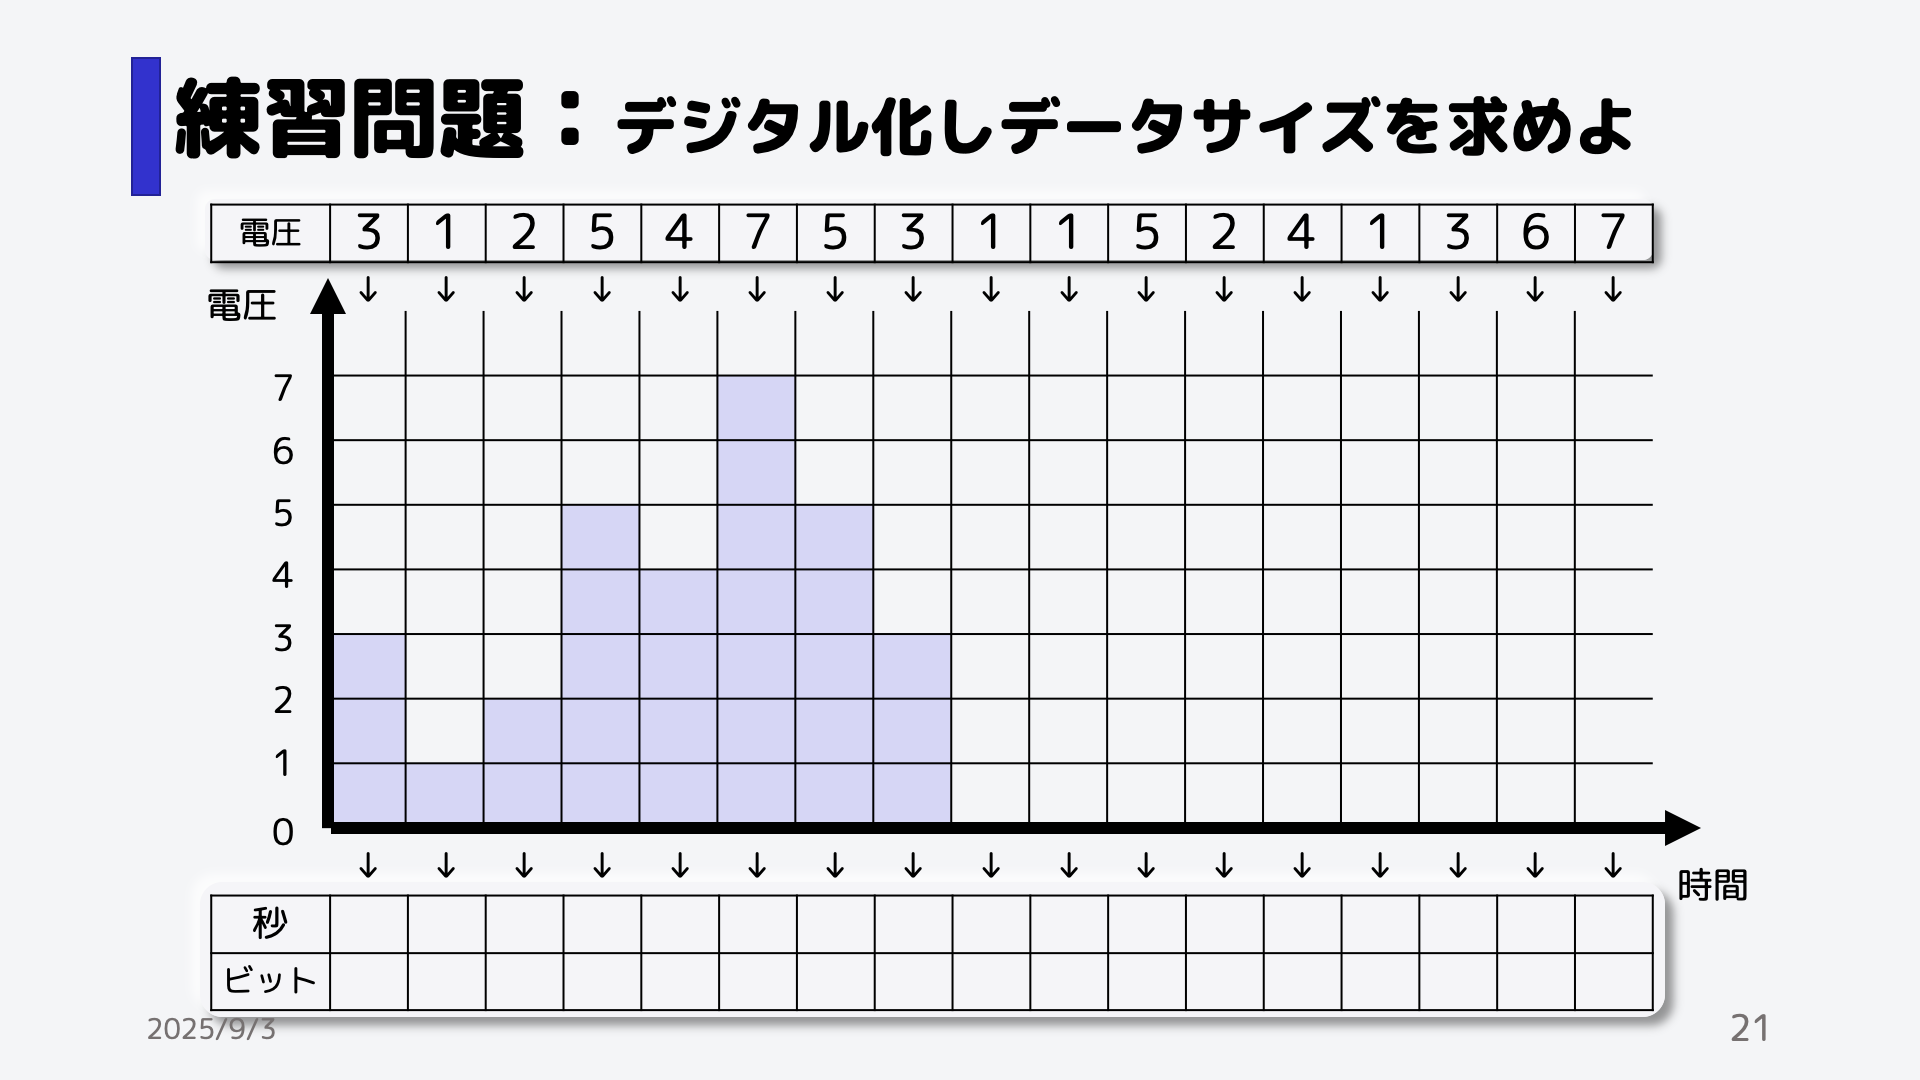 練習問題：デジタル化しデータサイズを求めよ
電圧 3 1 2 5 4 7 5 3 1 1 5 2 4 1 3 6 7
↓ ↓ ↓ ↓ ↓ ↓ ↓ ↓ ↓ ↓ ↓ ↓ ↓ ↓ ↓ ↓ ↓
電圧
7
6
5
4
3
2
1
0
↓ ↓ ↓ ↓ ↓ ↓ ↓ ↓ ↓ ↓ ↓ ↓ ↓ ↓ ↓ ↓ ↓
時間
秒
ビット
2025/9/3
21